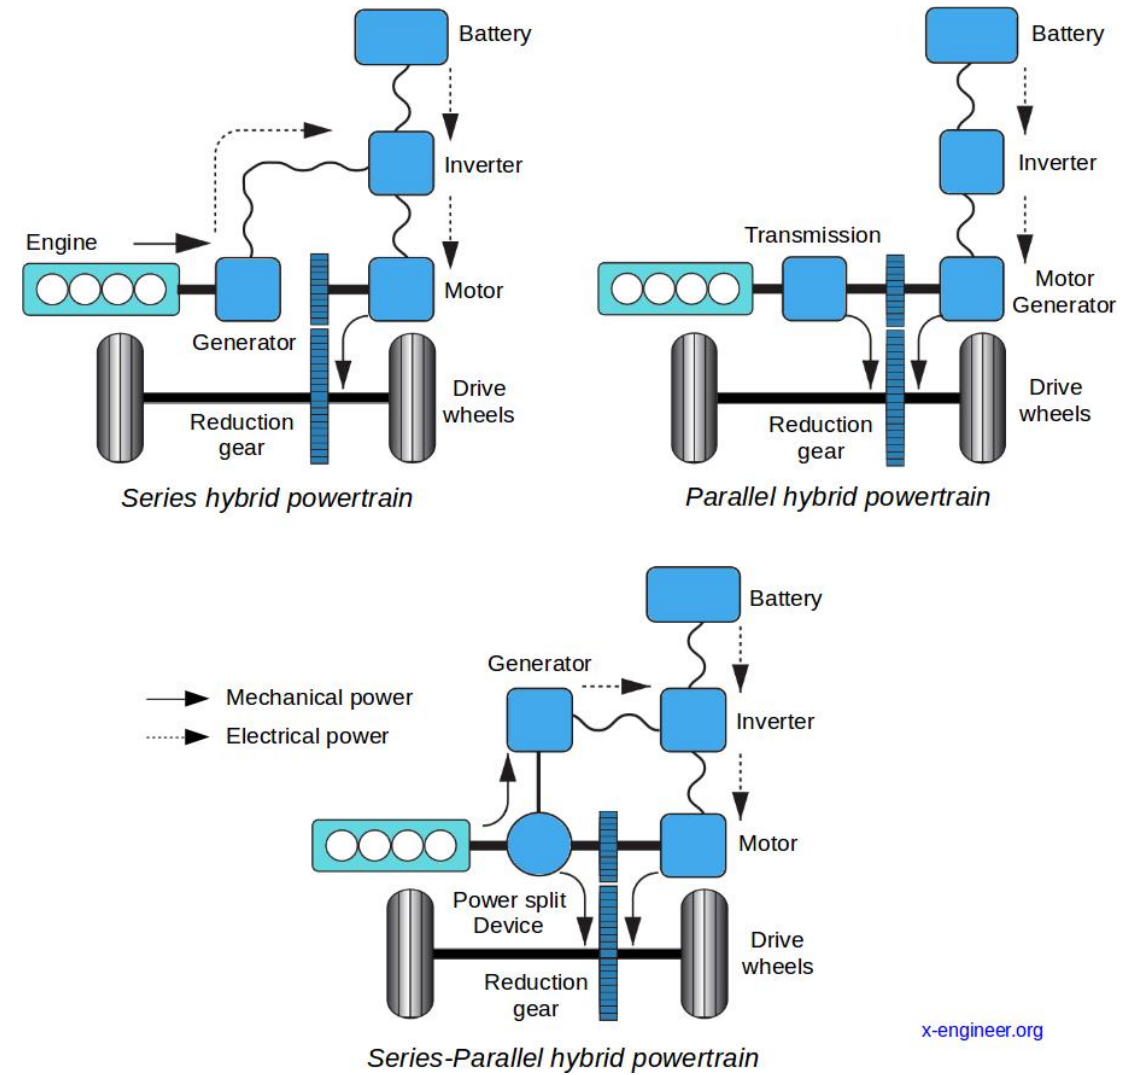 Battery
Inverter
Engine
Motor
Generator
Drive
wheels
Reduction
gear
Series hybrid powertrain
Battery
Inverter
Transmission
Motor
Generator
Drive
wheels
Reduction
gear
Parallel hybrid powertrain
Mechanical power
Electrical power
Battery
Generator
Inverter
Motor
Power split
Device
Drive
wheels
Reduction
gear
x-engineer.org
Series-Parallel hybrid powertrain